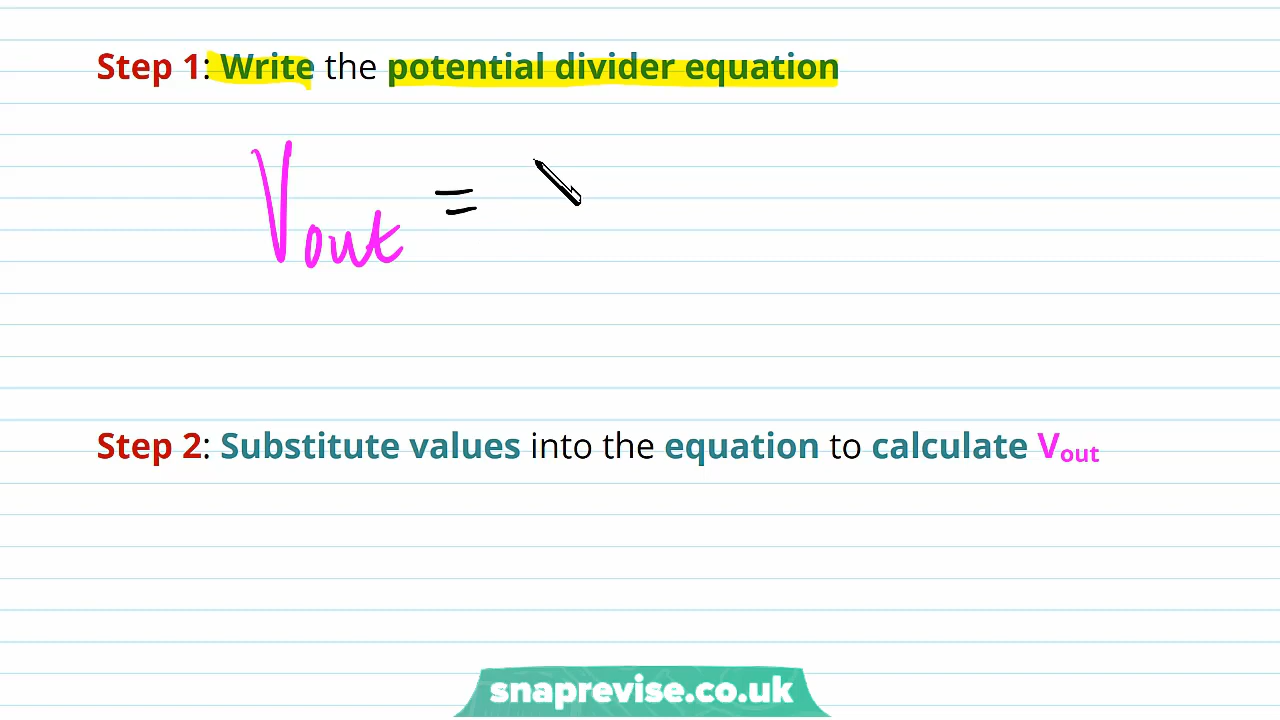 Step 1: Write the potential divider equation
Vout =
Step 2: Substitute values into the equation to calculate Vout
snaprevise.co.uk